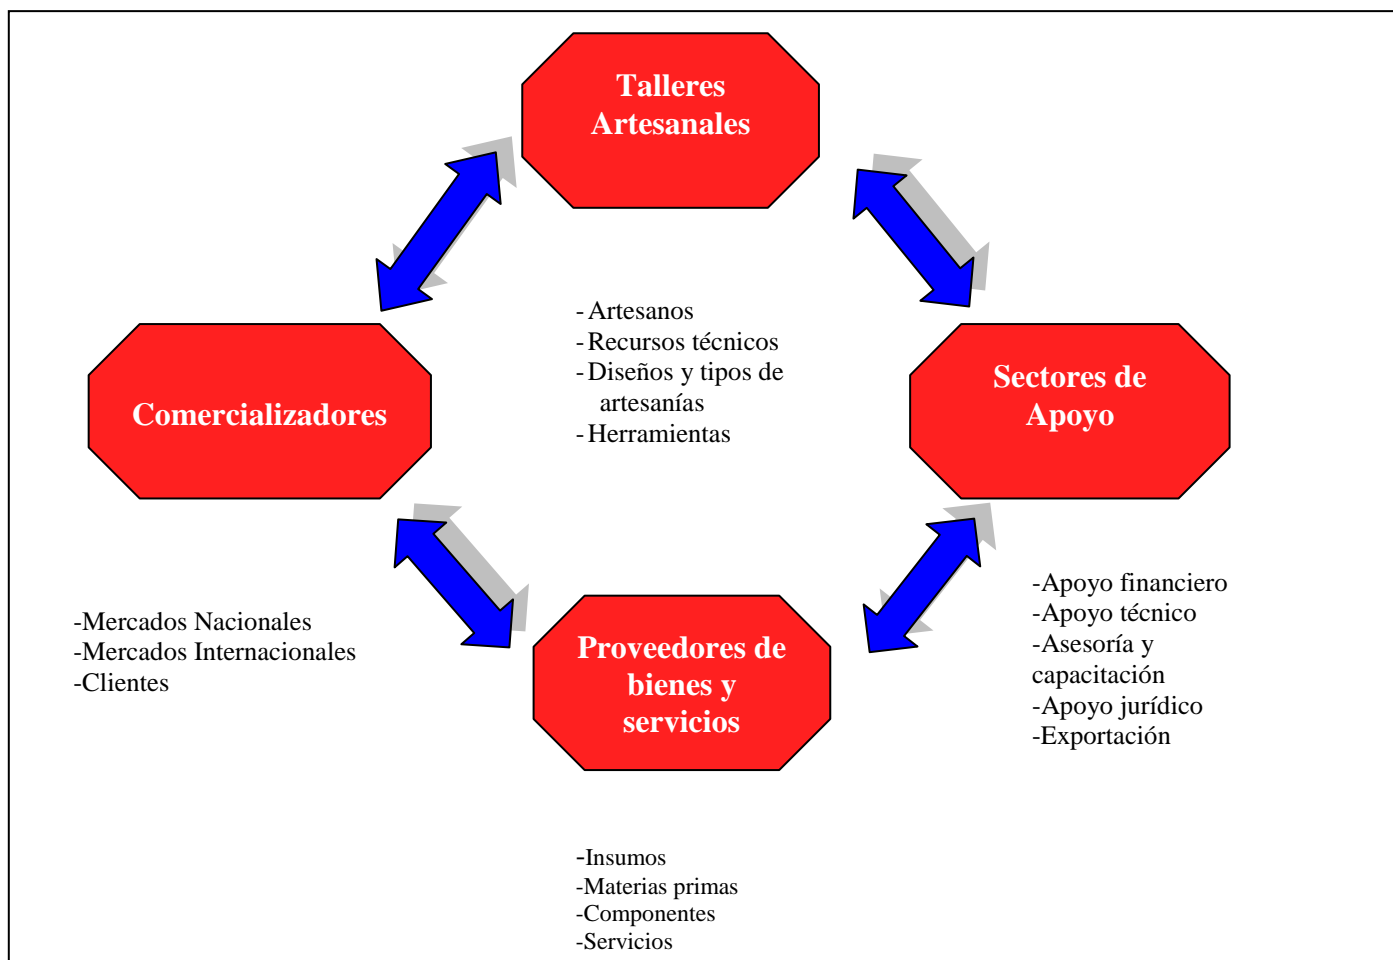 Talleres
Artesanales
- Artesanos
- Recursos técnicos
- Diseños y tipos de
artesanías
- Herramientas
Comercializadores
Sectores de
Apoyo
-Mercados Nacionales
-Mercados Internacionales
-Clientes
Proveedores de
bienes y
servicios
-Apoyo financiero
-Apoyo técnico
-Asesoría y
capacitación
-Apoyo jurídico
-Exportación
-Insumos
-Materias primas
-Componentes
-Servicios